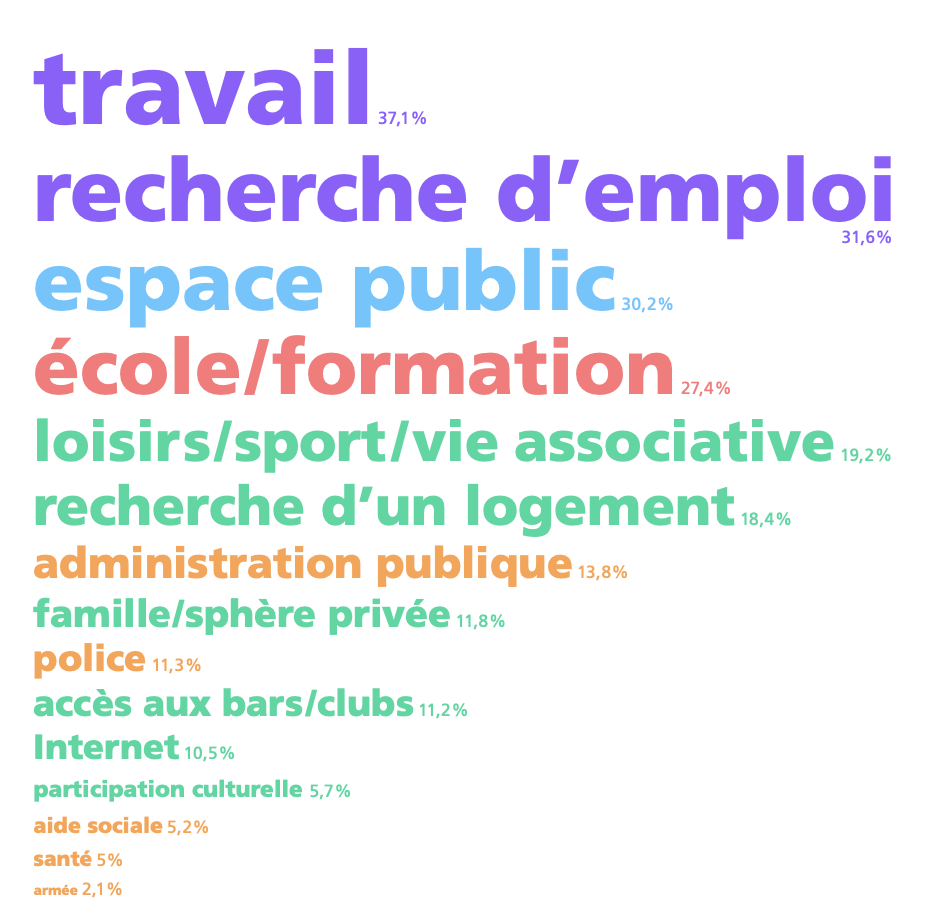 travail 37,1%
recherche d’emploi
31,6%
espace public 30,2%
école/formation 27,4%
loisirs/sport/vie associative 19,2%
recherche d’un logement 18,4%
administration publique 13,8%
famille/sphère privée 11,8%
police 11,3%
accès aux bars/clubs 11,2%
Internet 10,5%
participation culturelle 5,7%
aide sociale 5,2%
santé 5%
armée 2,1%